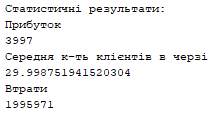 Статистичні результати:
Прибуток
3997
Середня к-ть клієнтів в черзі
29.998751941520304
Втрати
1995971